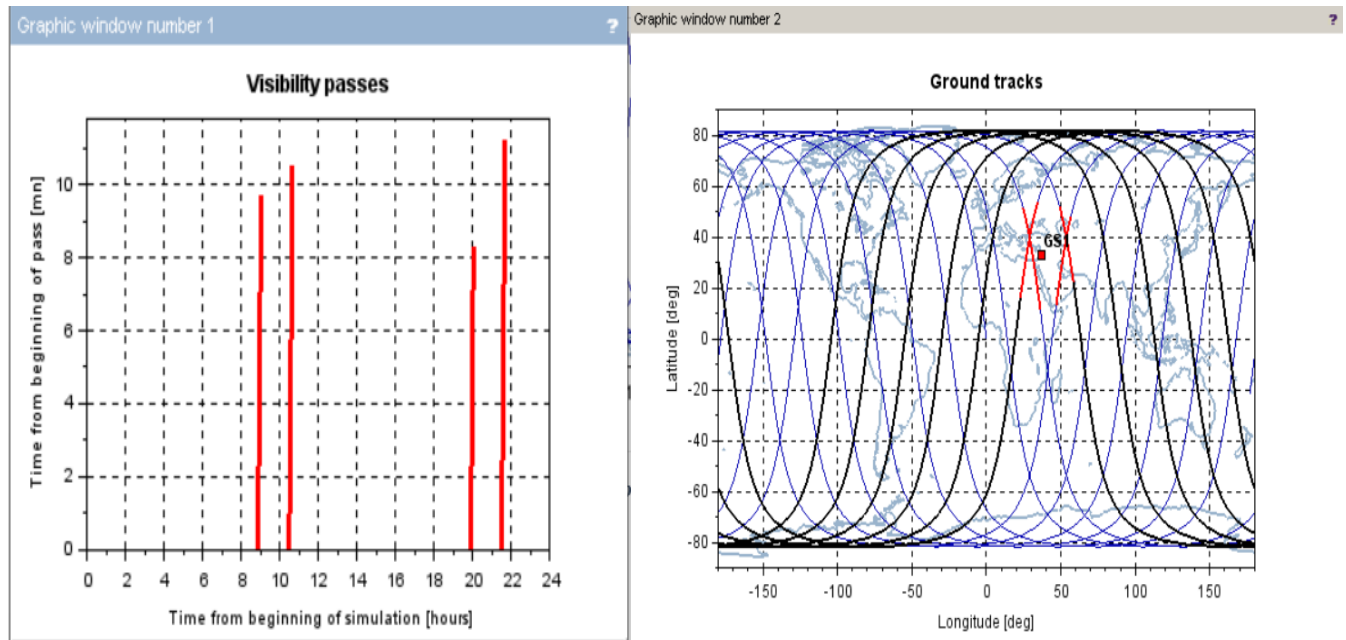 Graphic window number 1
?
Visibility passes
Time from beginning of pass [mn]
10
8
6
4
2
0
0 2 4 6 8 10 12 14 16 18 20 22 24
Time from beginning of simulation [hours]
Graphic window number 2
?
Ground tracks
Latitude [deg]
80
60
40
20
0
-20
-40
-60
-80
GS1
-150 -100 -50 0 50 100 150
Longitude [deg]